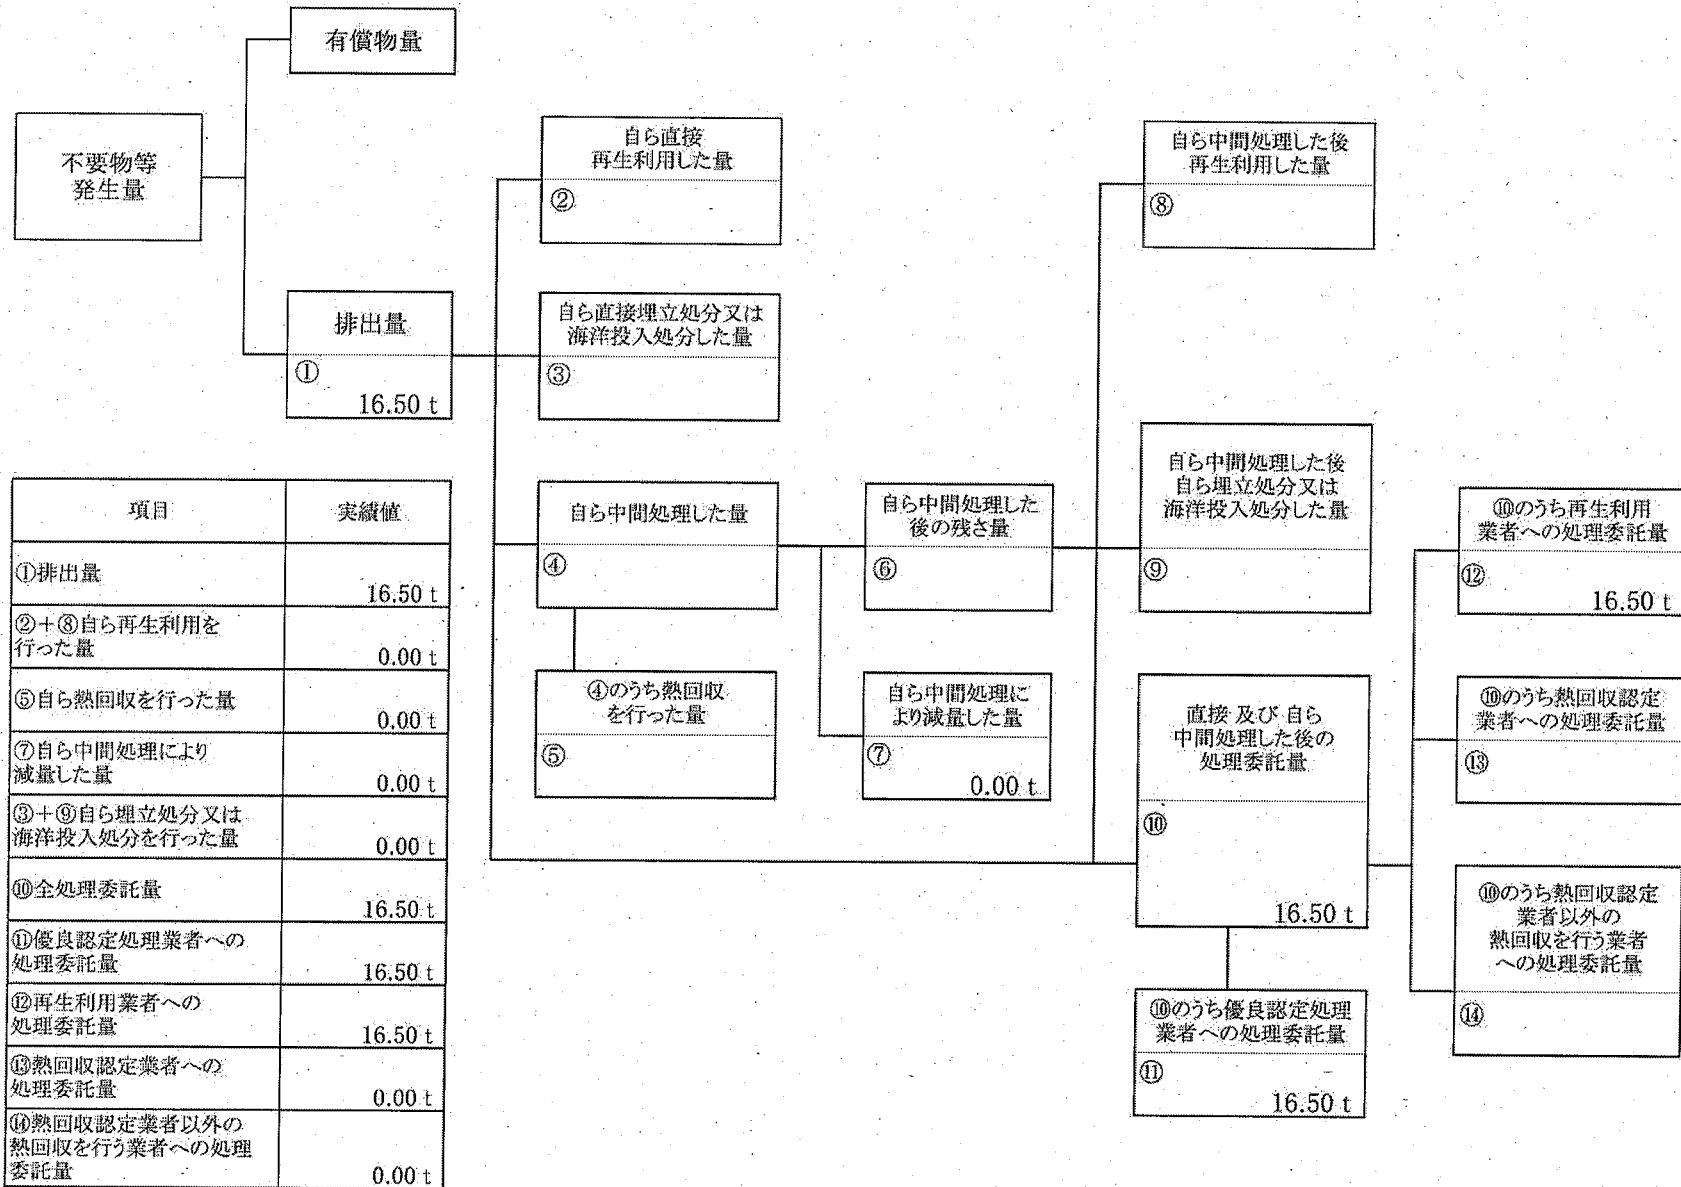 有償物量
不要物等
発生量
排出量
①
16.50 t
自ら直接
再生利用した量
②
自ら直接埋立処分又は
海洋投入処分した量
③
自ら中間処理した量
④
④のうち熱回収
を行った量
⑤
自ら中間処理した
後の残さ量
⑥
自ら中間処理に
より減量した量
⑦
0.00 t
自ら中間処理した後
再生利用した量
⑧
自ら中間処理した後
自ら埋立処分又は
海洋投入処分した量
⑨
直接 及び 自ら
中間処理した後の
処理委託量
⑩
16.50 t
⑩のうち優良認定処理
業者への処理委託量
⑪
16.50 t
⑩のうち再生利用
業者への処理委託量
⑫
16.50 t
⑩のうち熱回収認定
業者への処理委託量
⑬
⑩のうち熱回収認定
業者以外の
熱回収を行う業者
への処理委託量
⑭
項目 実績値
①排出量
16.50 t
②+⑧自ら再生利用を
行った量
0.00 t
⑤自ら熱回収を行った量
0.00 t
⑦自ら中間処理により
減量した量
0.00 t
③+⑨自ら埋立処分又は
海洋投入処分を行った量
0.00 t
⑩全処理委託量
16.50 t
⑪優良認定処理業者への
処理委託量
16.50 t
⑫再生利用業者への
処理委託量
16.50 t
⑬熱回収認定業者への
処理委託量
0.00 t
⑭熱回収認定業者以外の
熱回収を行う業者への処理
委託量
0.00 t